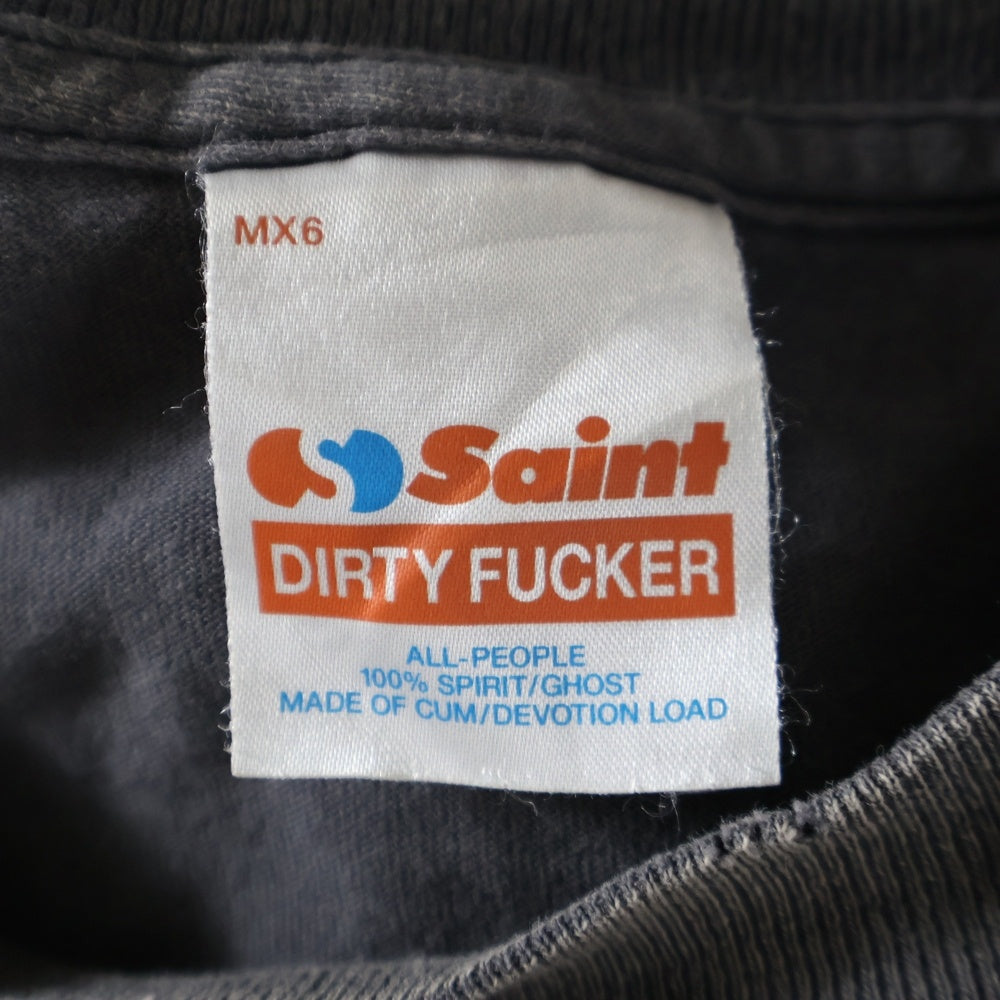 MX6
Saint
DIRTY FUCKER
ALL-PEOPLE
100% SPIRIT/GHOST
MADE OF CUM/DEVOTION LOAD